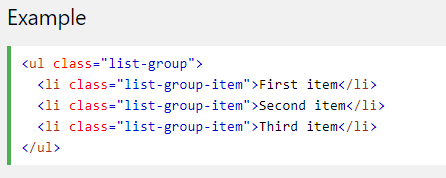 Example
<ul class="list-group">
<li class="list-group-item">First item</li>
<li class="list-group-item">Second item</li>
<li class="list-group-item">Third item</li>
</ul>